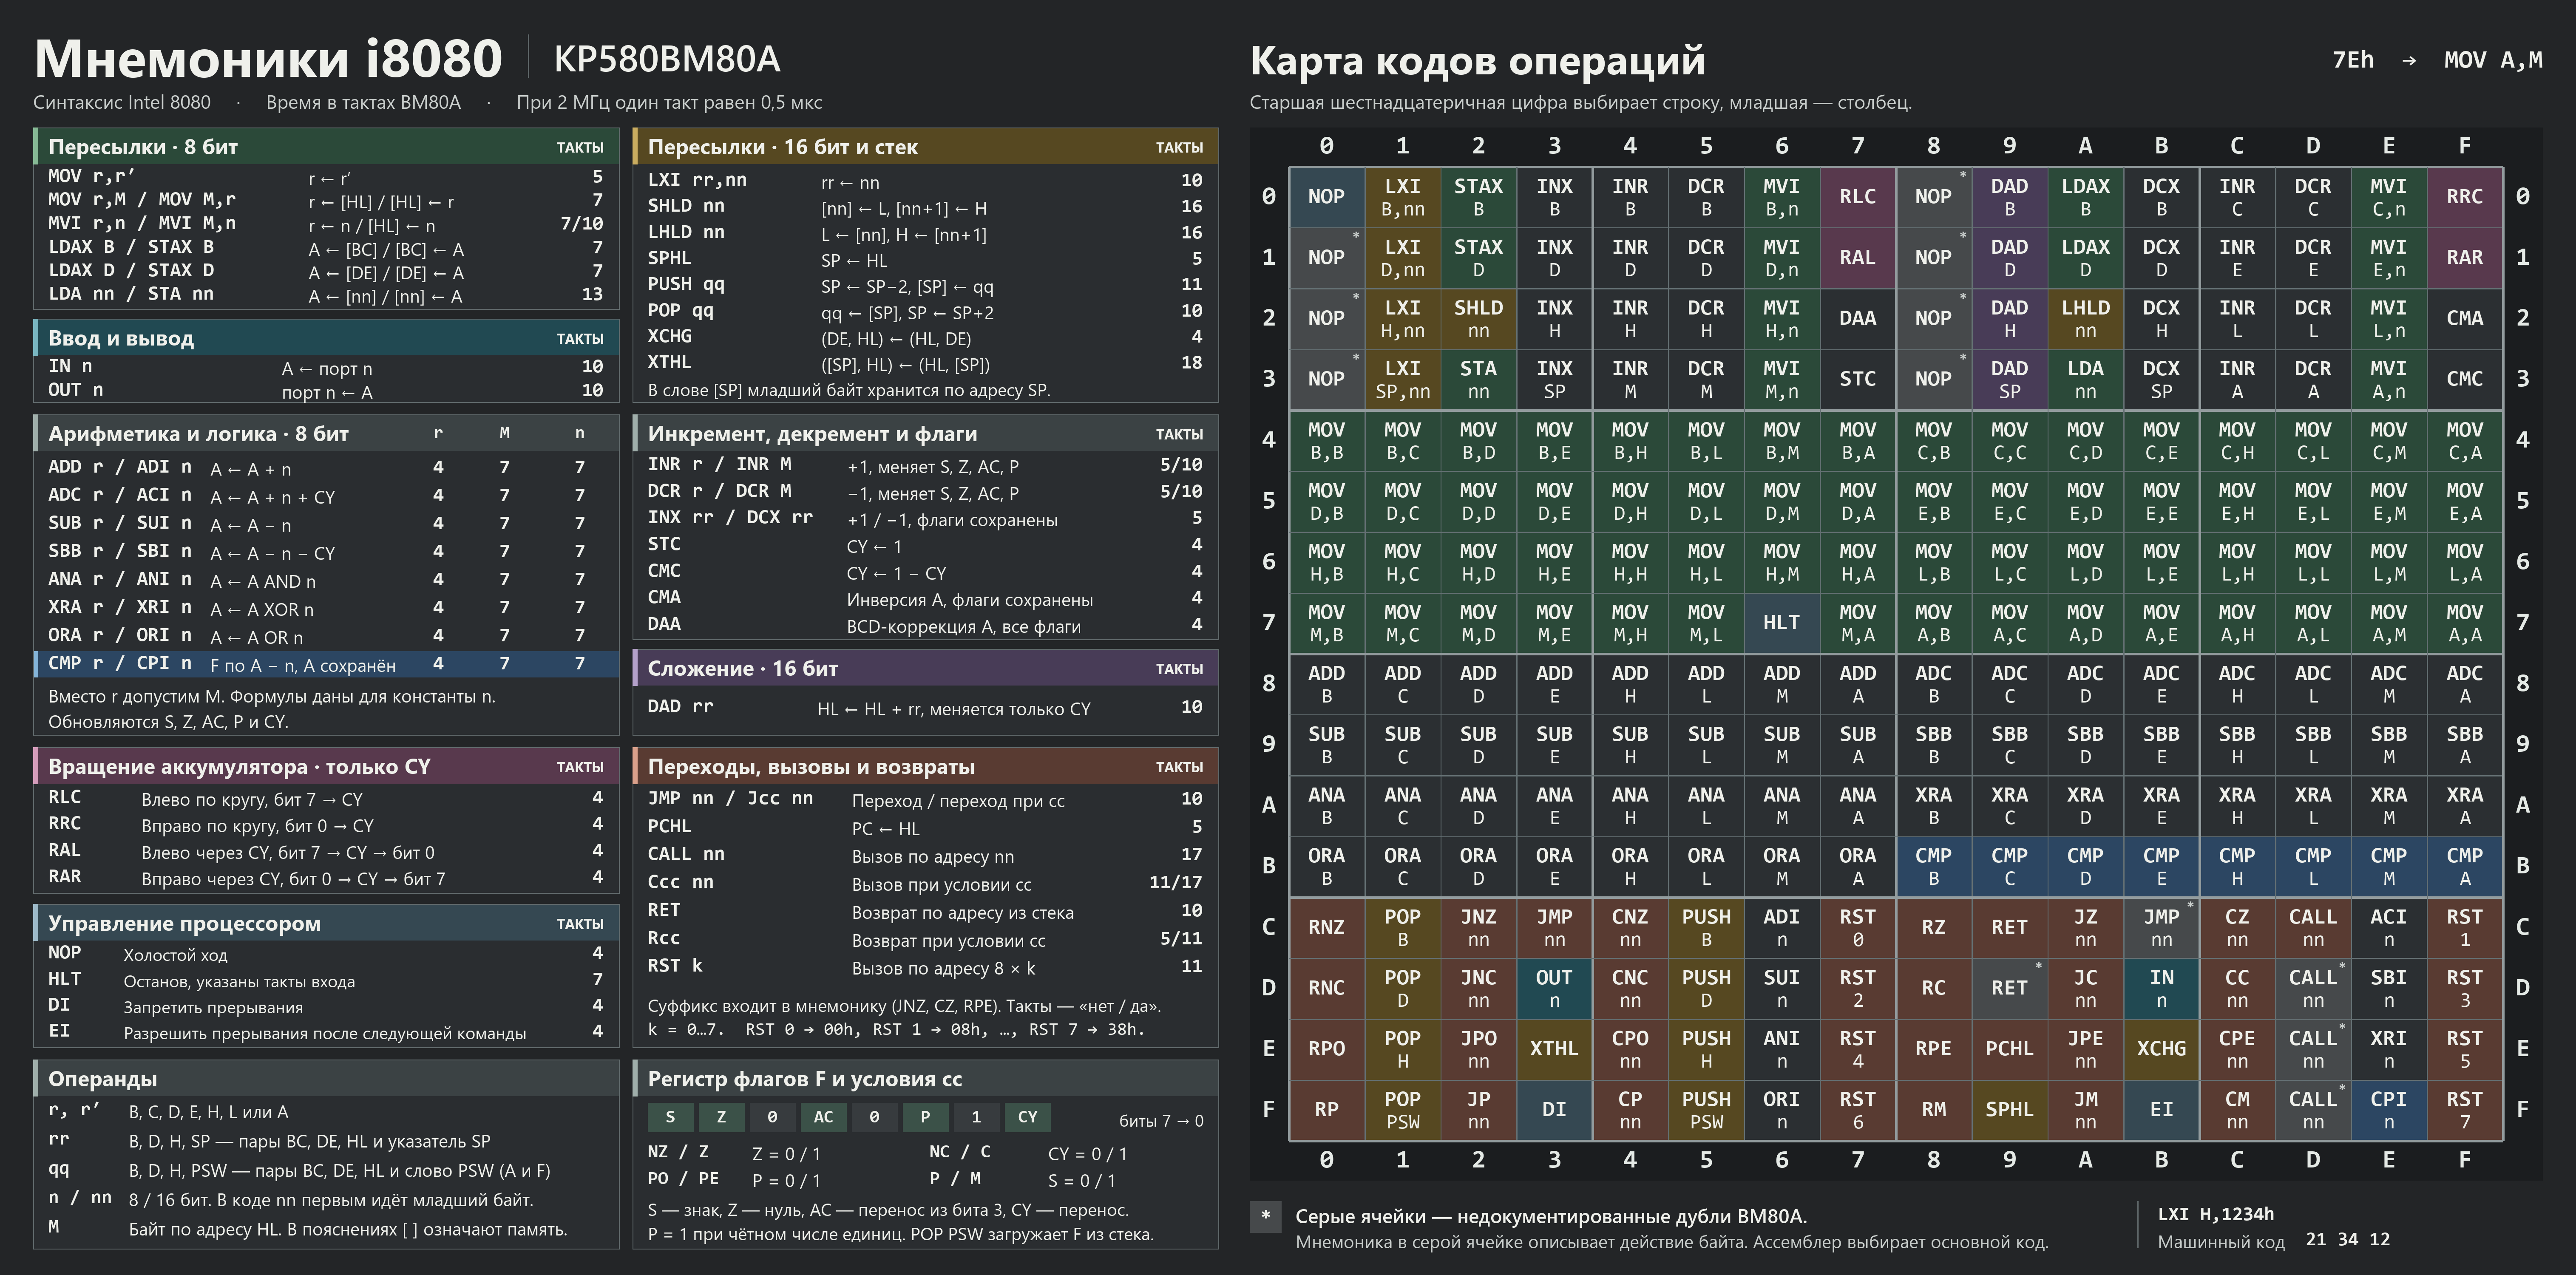 Мнемоники i8080 | КР580ВМ80А
Синтаксис Intel 8080 · Время в тактах ВМ80А · При 2 МГц один такт равен 0,5 мкс
Пересылки · 8 бит ТАКТЫ
MOV r,r′ r ← r′ 5
MOV r,M / MOV M,r r ← [HL] / [HL] ← r 7
MVI r,n / MVI M,n r ← n / [HL] ← n 7/10
LDAX B / STAX B A ← [BC] / [BC] ← A 7
LDAX D / STAX D A ← [DE] / [DE] ← A 7
LDA nn / STA nn A ← [nn] / [nn] ← A 13
Ввод и вывод ТАКТЫ
IN n A ← порт n 10
OUT n порт n ← A 10
Арифметика и логика · 8 бит r M n
ADD r / ADI n A ← A + n 4 7 7
ADC r / ACI n A ← A + n + CY 4 7 7
SUB r / SUI n A ← A − n 4 7 7
SBB r / SBI n A ← A − n − CY 4 7 7
ANA r / ANI n A ← A AND n 4 7 7
XRA r / XRI n A ← A XOR n 4 7 7
ORA r / ORI n A ← A OR n 4 7 7
CMP r / CPI n F по A − n, A сохранён 4 7 7
Вместо r допустим M. Формулы даны для константы n.
Обновляются S, Z, AC, P и CY.
Вращение аккумулятора · только CY ТАКТЫ
RLC Влево по кругу, бит 7 → CY 4
RRC Вправо по кругу, бит 0 → CY 4
RAL Влево через CY, бит 7 → CY → бит 0 4
RAR Вправо через CY, бит 0 → CY → бит 7 4
Управление процессором ТАКТЫ
NOP Холостой ход 4
HLT Останов, указаны такты входа 7
DI Запретить прерывания 4
EI Разрешить прерывания после следующей команды 4
Операнды
r, r′ B, C, D, E, H, L или A
rr B, D, H, SP — пары BC, DE, HL и указатель SP
qq B, D, H, PSW — пары BC, DE, HL и слово PSW (A и F)
n / nn 8 / 16 бит. В коде nn первым идёт младший байт.
M Байт по адресу HL. В пояснениях [ ] означают память.
Пересылки · 16 бит и стек ТАКТЫ
LXI rr,nn rr ← nn 10
SHLD nn [nn] ← L, [nn+1] ← H 16
LHLD nn L ← [nn], H ← [nn+1] 16
SPHL SP ← HL 5
PUSH qq SP ← SP−2, [SP] ← qq 11
POP qq qq ← [SP], SP ← SP+2 10
XCHG (DE, HL) ← (HL, DE) 4
XTHL ([SP], HL) ← (HL, [SP]) 18
В слове [SP] младший байт хранится по адресу SP.
Инкремент, декремент и флаги ТАКТЫ
INR r / INR M +1, меняет S, Z, AC, P 5/10
DCR r / DCR M −1, меняет S, Z, AC, P 5/10
INX rr / DCX rr +1 / −1, флаги сохранены 5
STC CY ← 1 4
CMC CY ← 1 − CY 4
CMA Инверсия A, флаги сохранены 4
DAA BCD-коррекция A, все флаги 4
Сложение · 16 бит ТАКТЫ
DAD rr HL ← HL + rr, меняется только CY 10
Переходы, вызовы и возвраты ТАКТЫ
JMP nn / Jcc nn Переход / переход при cc 10
PCHL PC ← HL 5
CALL nn Вызов по адресу nn 17
Ccc nn Вызов при условии cc 11/17
RET Возврат по адресу из стека 10
Rcc Возврат при условии cc 5/11
RST k Вызов по адресу 8 × k 11
Суффикс входит в мнемонику (JNZ, CZ, RPE). Такты — «нет / да».
k = 0…7. RST 0 → 00h, RST 1 → 08h, …, RST 7 → 38h.
Регистр флагов F и условия cc
S Z 0 AC 0 P 1 CY биты 7 → 0
NZ / Z Z = 0 / 1 NC / C CY = 0 / 1
PO / PE P = 0 / 1 P / M S = 0 / 1
S — знак, Z — нуль, AC — перенос из бита 3, CY — перенос.
P = 1 при чётном числе единиц. POP PSW загружает F из стека.
Карта кодов операций 7Eh → MOV A,M
Старшая шестнадцатеричная цифра выбирает строку, младшая — столбец.
0 1 2 3 4 5 6 7 8 9 A B C D E F
0 NOP LXI STAX INX INR DCR MVI RLC NOP* DAD LDAX DCX INR DCR MVI RRC 0
B,nn B B B B B,n B B B C C C,n
1 NOP* LXI STAX INX INR DCR MVI RAL NOP* DAD LDAX DCX INR DCR MVI RAR 1
D,nn D D D D D,n D D D E E E,n
2 NOP* LXI SHLD INX INR DCR MVI DAA NOP* DAD LHLD DCX INR DCR MVI CMA 2
H,nn nn H H H H,n H nn H L L L,n
3 NOP* LXI STA INX INR DCR MVI STC NOP* DAD LDA DCX INR DCR MVI CMC 3
SP,nn nn SP M M M,n SP nn SP A A A,n
4 MOV MOV MOV MOV MOV MOV MOV MOV MOV MOV MOV MOV MOV MOV MOV MOV 4
B,B B,C B,D B,E B,H B,L B,M B,A C,B C,C C,D C,E C,H C,L C,M C,A
5 MOV MOV MOV MOV MOV MOV MOV MOV MOV MOV MOV MOV MOV MOV MOV MOV 5
D,B D,C D,D D,E D,H D,L D,M D,A E,B E,C E,D E,E E,H E,L E,M E,A
6 MOV MOV MOV MOV MOV MOV MOV MOV MOV MOV MOV MOV MOV MOV MOV MOV 6
H,B H,C H,D H,E H,H H,L H,M H,A L,B L,C L,D L,E L,H L,L L,M L,A
7 MOV MOV MOV MOV MOV MOV HLT MOV MOV MOV MOV MOV MOV MOV MOV MOV 7
M,B M,C M,D M,E M,H M,L M,A A,B A,C A,D A,E A,H A,L A,M A,A
8 ADD ADD ADD ADD ADD ADD ADD ADD ADC ADC ADC ADC ADC ADC ADC ADC 8
B C D E H L M A B C D E H L M A
9 SUB SUB SUB SUB SUB SUB SUB SUB SBB SBB SBB SBB SBB SBB SBB SBB 9
B C D E H L M A B C D E H L M A
A ANA ANA ANA ANA ANA ANA ANA ANA XRA XRA XRA XRA XRA XRA XRA XRA A
B C D E H L M A B C D E H L M A
B ORA ORA ORA ORA ORA ORA ORA ORA CMP CMP CMP CMP CMP CMP CMP CMP B
B C D E H L M A B C D E H L M A
C RNZ POP JNZ JMP CNZ PUSH ADI RST RZ RET JZ JMP* CZ CALL ACI RST C
B nn nn nn B n 0 nn nn nn nn n 1
D RNC POP JNC OUT CNC PUSH SUI RST RC RET* JC IN CC CALL* SBI RST D
D nn n nn D n 2 nn n nn nn n 3
E RPO POP JPO XTHL CPO PUSH ANI RST RPE PCHL JPE XCHG CPE CALL* XRI RST E
H nn nn H n 4 nn nn nn n 5
F RP POP JP DI CP PUSH ORI RST RM SPHL JM EI CM CALL* CPI RST F
PSW nn nn PSW n 6 nn nn nn n 7
0 1 2 3 4 5 6 7 8 9 A B C D E F
* Серые ячейки — недокументированные дубли ВМ80А.
Мнемоника в серой ячейке описывает действие байта. Ассемблер выбирает основной код.
LXI H,1234h
Машинный код 21 34 12